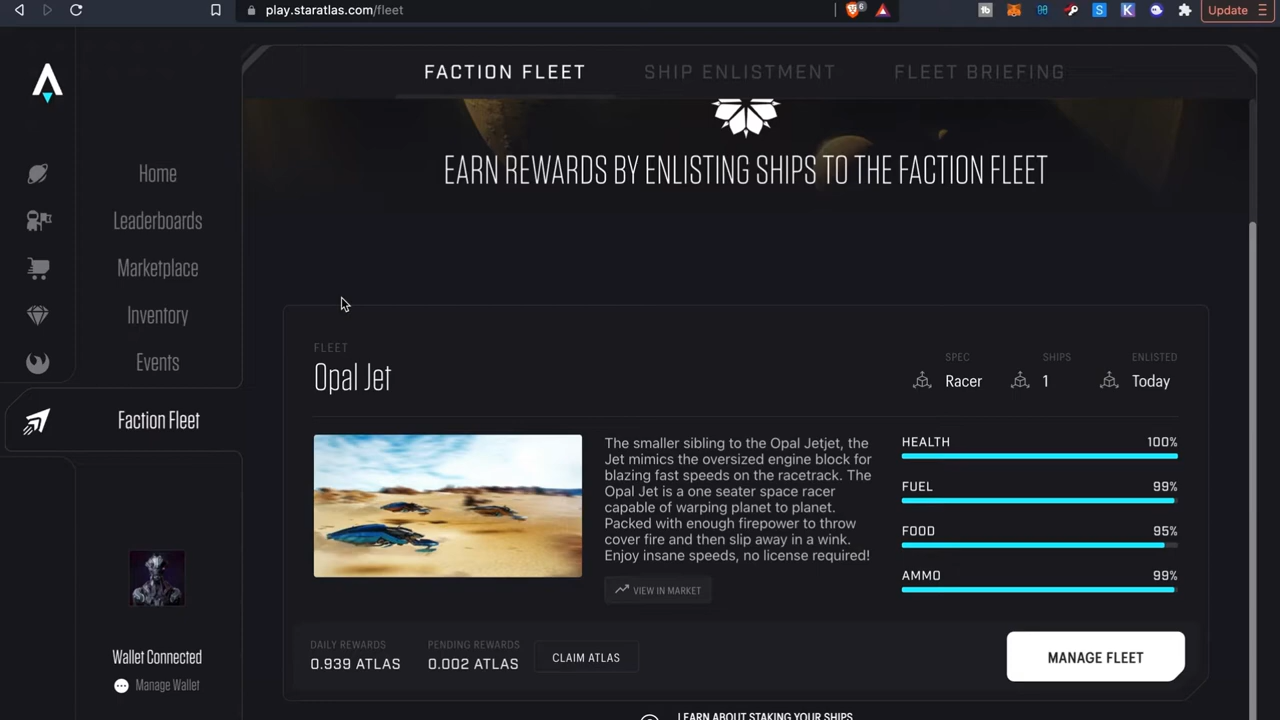 play.staratlas.com/fleet
6
Update
FACTION FLEET
SHIP ENLISTMENT
FLEET BRIEFING
EARN REWARDS BY ENLISTING SHIPS TO THE FACTION FLEET
Home
Leaderboards
Marketplace
Inventory
Events
Faction Fleet
Wallet Connected
Manage Wallet
FLEET
Opal Jet
SPEC
Racer
SHIPS
1
ENLISTED
Today
The smaller sibling to the Opal Jetjet, the
Jet mimics the oversized engine block for
blazing fast speeds on the racetrack. The
Opal Jet is a one seater space racer
capable of warping planet to planet.
Packed with enough firepower to throw
cover fire and then slip away in a wink.
Enjoy insane speeds, no license required!
VIEW IN MARKET
HEALTH 100%
FUEL 99%
FOOD 95%
AMMO 99%
DAILY REWARDS
0.939 ATLAS
PENDING REWARDS
0.002 ATLAS
CLAIM ATLAS
MANAGE FLEET
LEARN ABOUT STAKING YOUR SHIPS